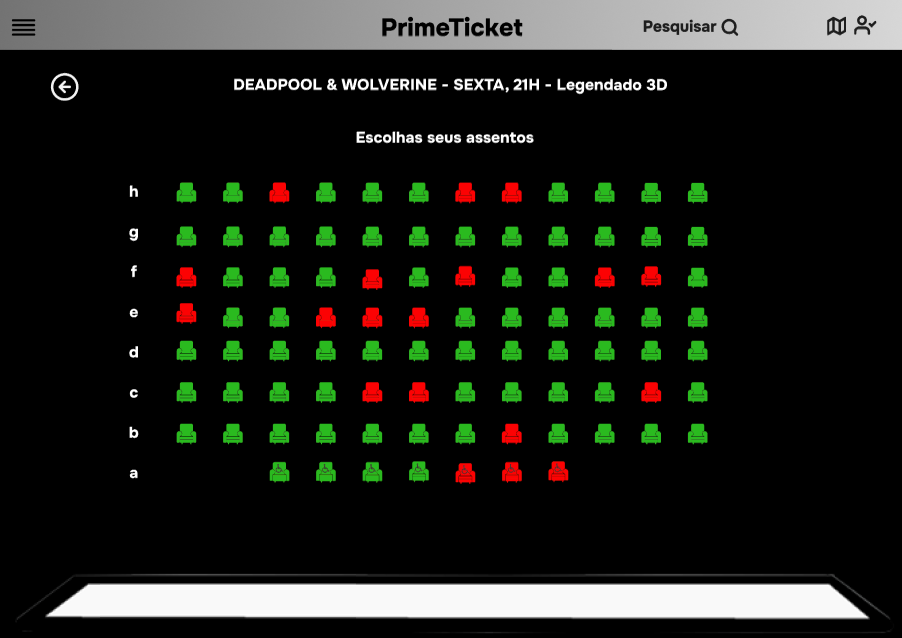 PrimeTicket
Pesquisar
DEADPOOL & WOLVERINE - SEXTA, 21H - Legendado 3D
Escolhas seus assentos
h
g
f
e
d
c
b
a